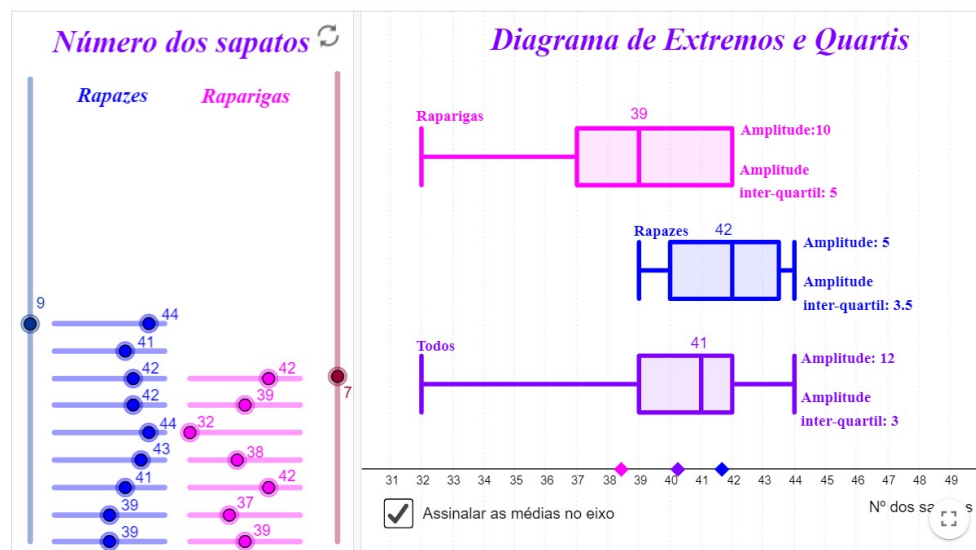 Número dos sapatos
Rapazes Raparigas
9
44
41
42 42
42 39
44 32
43 38
41 42
39 37
39 39
7
Diagrama de Extremos e Quartis
Raparigas
39
Amplitude:10
Amplitude
inter-quartil: 5
Rapazes
42
Amplitude: 5
Amplitude
inter-quartil: 3.5
Todos
41
Amplitude: 12
Amplitude
inter-quartil: 3
31 32 33 34 35 36 37 38 39 40 41 42 43 44 45 46 47 48 49
Assinalar as médias no eixo
Nº dos